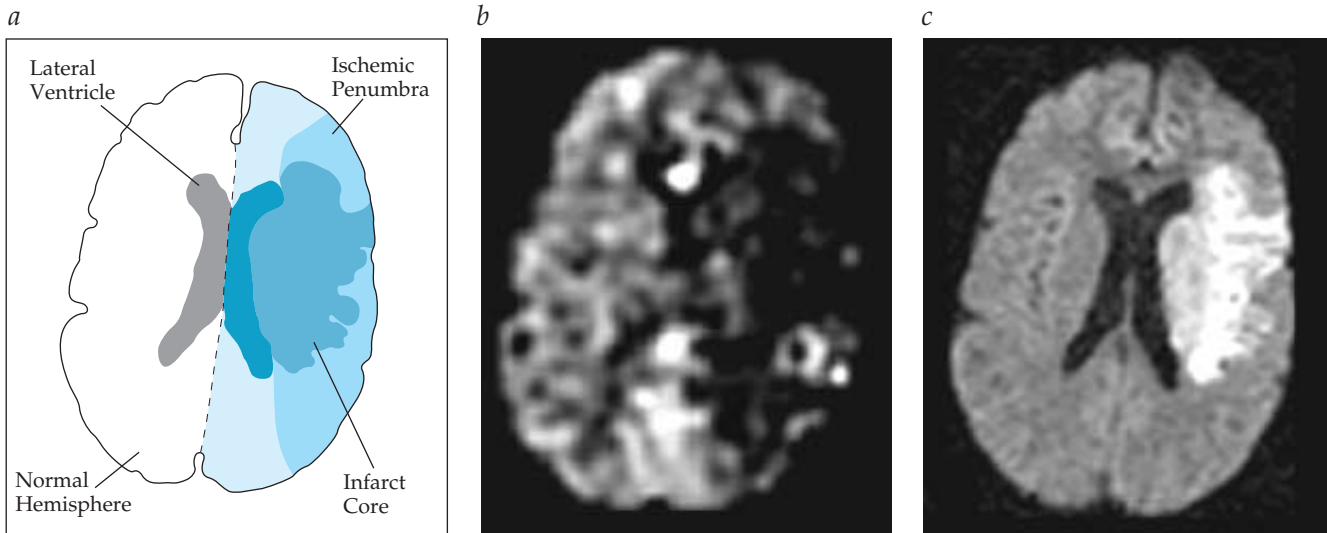 a
b
c
Lateral
Ventricle
Ischemic
Penumbra
Normal
Hemisphere
Infarct
Core